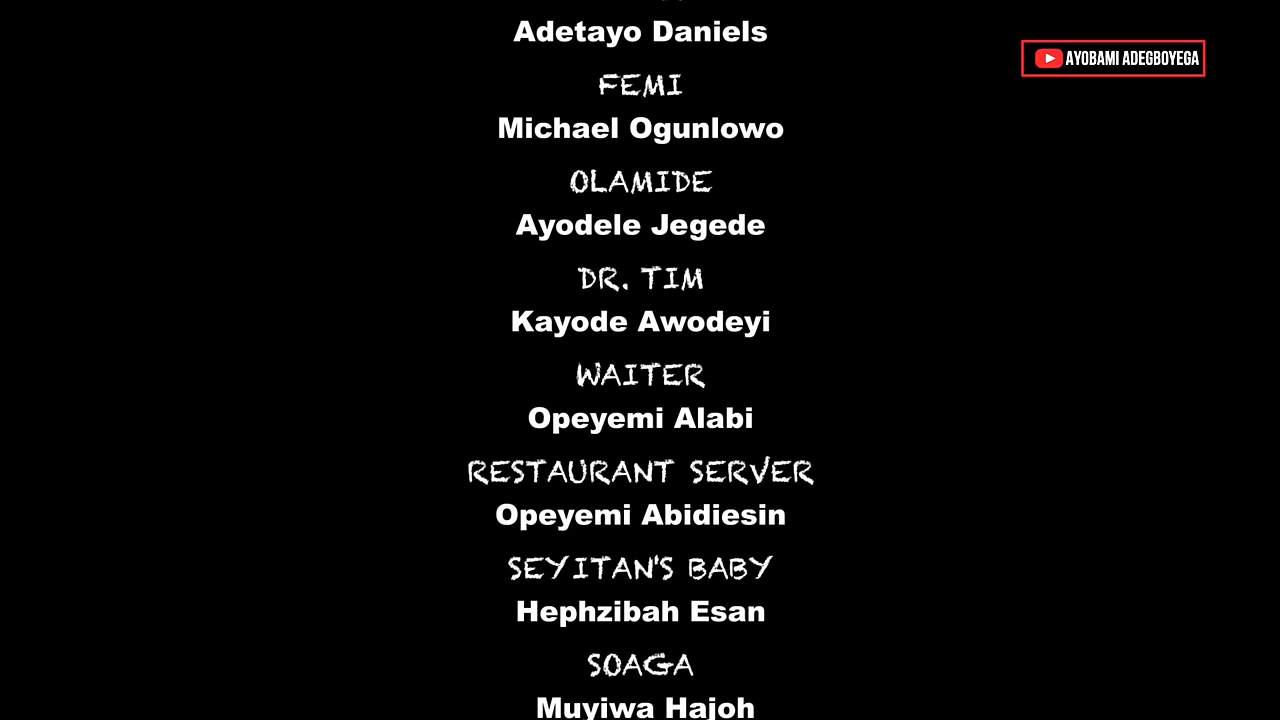 Adetayo Daniels
AYOBAMI ADEGBOYEGA
FEMI
Michael Ogunlowo
OLAMIDE
Ayodele Jegede
DR. TIM
Kayode Awodeyi
WAITER
Opeyemi Alabi
RESTAURANT SERVER
Opeyemi Abidiesin
SEYITAN'S BABY
Hephzibah Esan
SOAGA
Muyiwa Hajoh